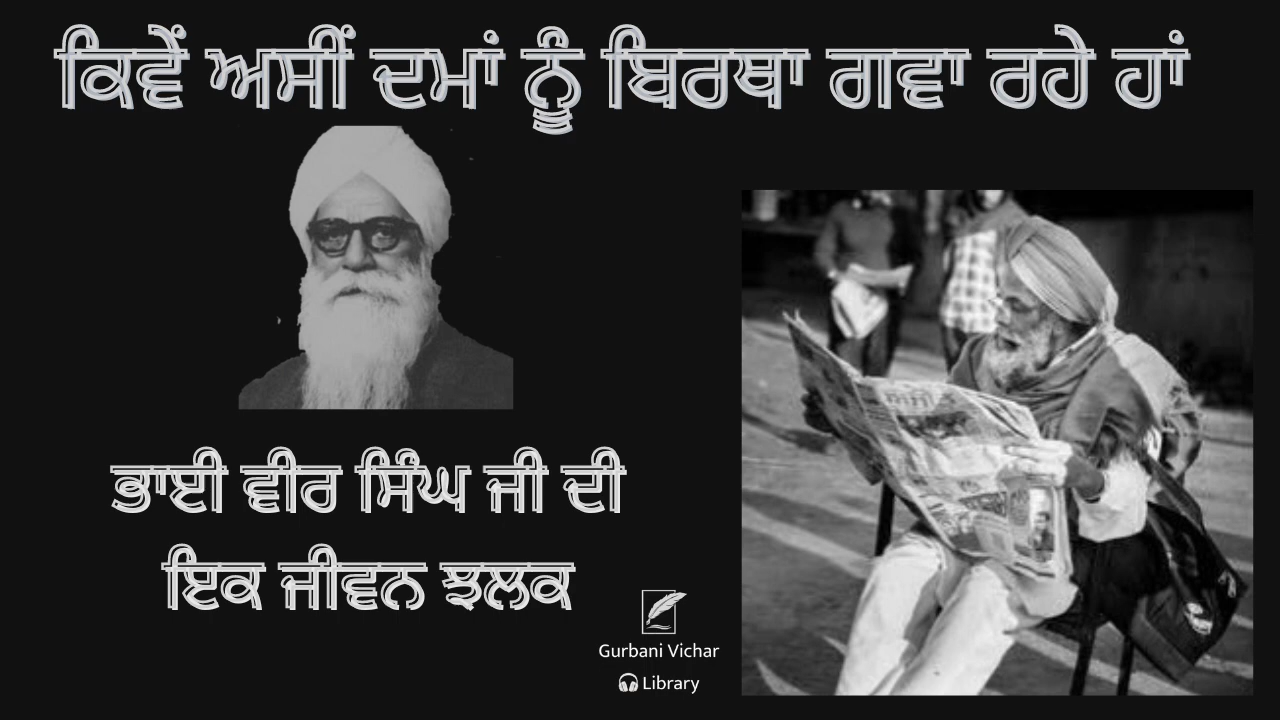 ਕਿਵੇਂ ਅਸੀਂ ਦਮਾਂ ਨੂੰ ਬਿਰਥਾ ਗਵਾ ਰਹੇ ਹਾਂ
ਭਾਈ ਵੀਰ ਸਿੰਘ ਜੀ ਦੀ
ਇਕ ਜੀਵਨ ਝਲਕ
Gurbani Vichar
Library